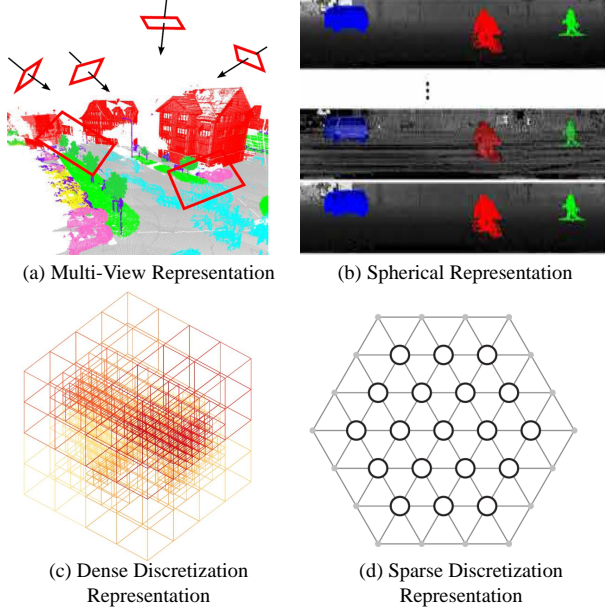 (a) Multi-View Representation
(b) Spherical Representation
(c) Dense Discretization
Representation
(d) Sparse Discretization
Representation